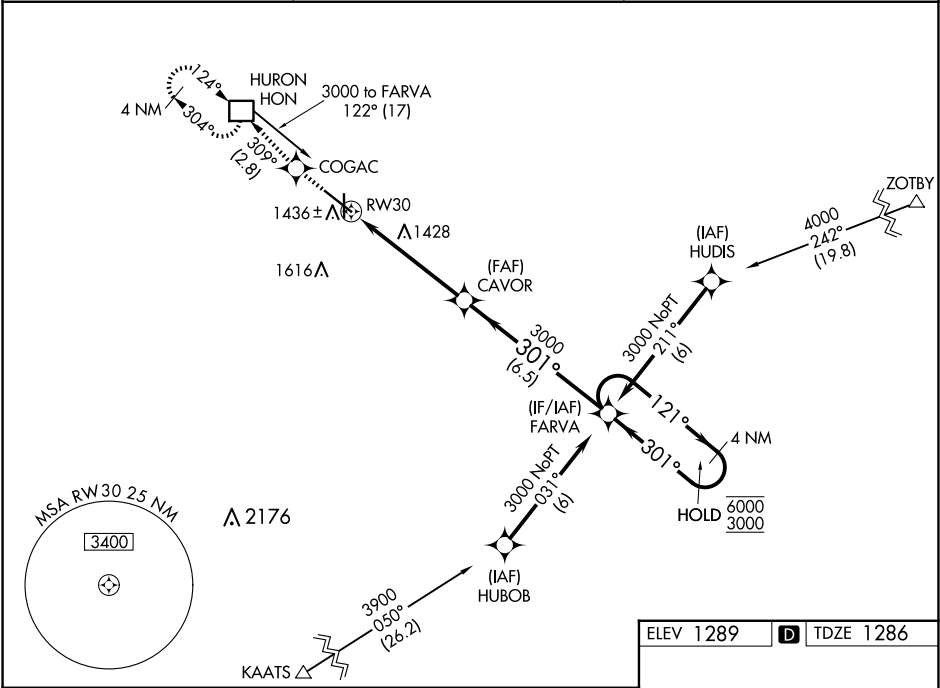 HURON
HON
124°
304°
4 NM
3000 to FARVA
122° (17)
309°
(2.8)
COGAC
RW30
1436 ±
1428
1616
(FAF)
CAVOR
ZOTBY
4000
242°
(19.8)
(IAF)
HUDIS
3000 NoPT
211°
(6)
3000
301°
(6.5)
(IF/IAF)
FARVA
121°
301°
4 NM
HOLD
6000
3000
3000 NoPT
031°
(6)
(IAF)
HUBOB
3900
050°
(26.2)
KAATS
MSA RW30 25 NM
3400
2176
ELEV 1289 D TDZE 1286